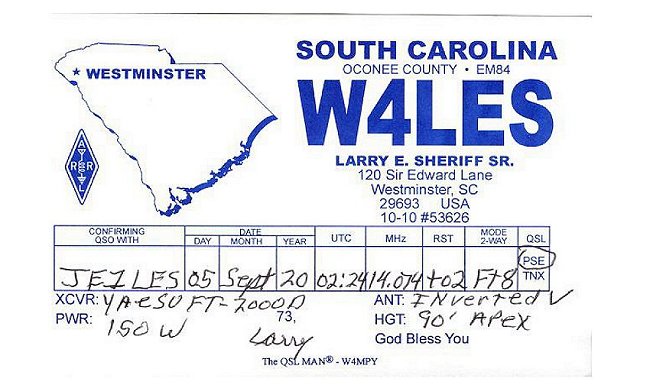 SOUTH CAROLINA
OCONEE COUNTY • EM84
★ WESTMINSTER
W4LES
ARRL
LARRY E. SHERIFF SR.
120 Sir Edward Lane
Westminster, SC
29693 USA
10-10 #53626
CONFIRMING QSO WITH DATE DAY MONTH YEAR UTC MHz RST MODE 2-WAY QSL
JE1LES 05 Sept 20 02:24 14.074 +02 FT8 PSE TNX
XCVR: YAESU FT-2000D ANT: INverted V
PWR: 150 W 73, HGT: 90' APex
Larry God Bless You
The QSL MAN® - W4MPY